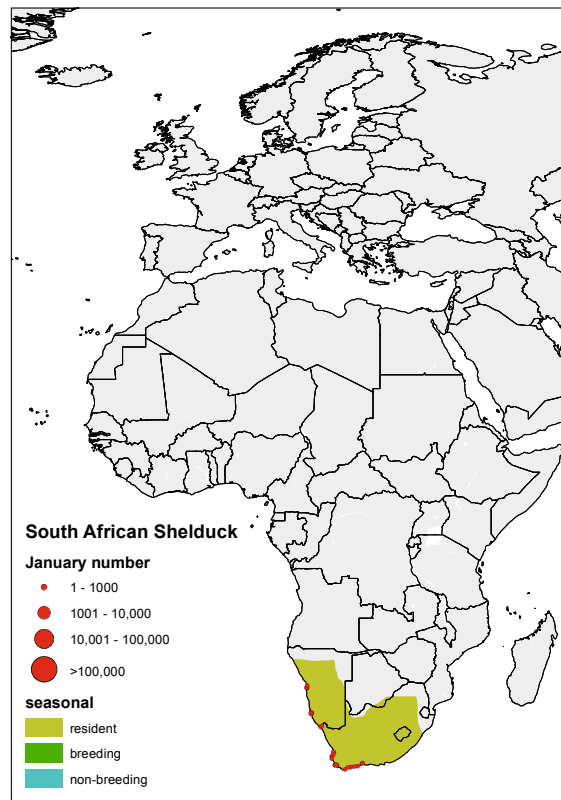 South African Shelduck
January number
1 - 1000
1001 - 10,000
10,001 - 100,000
>100,000
seasonal
resident
breeding
non-breeding